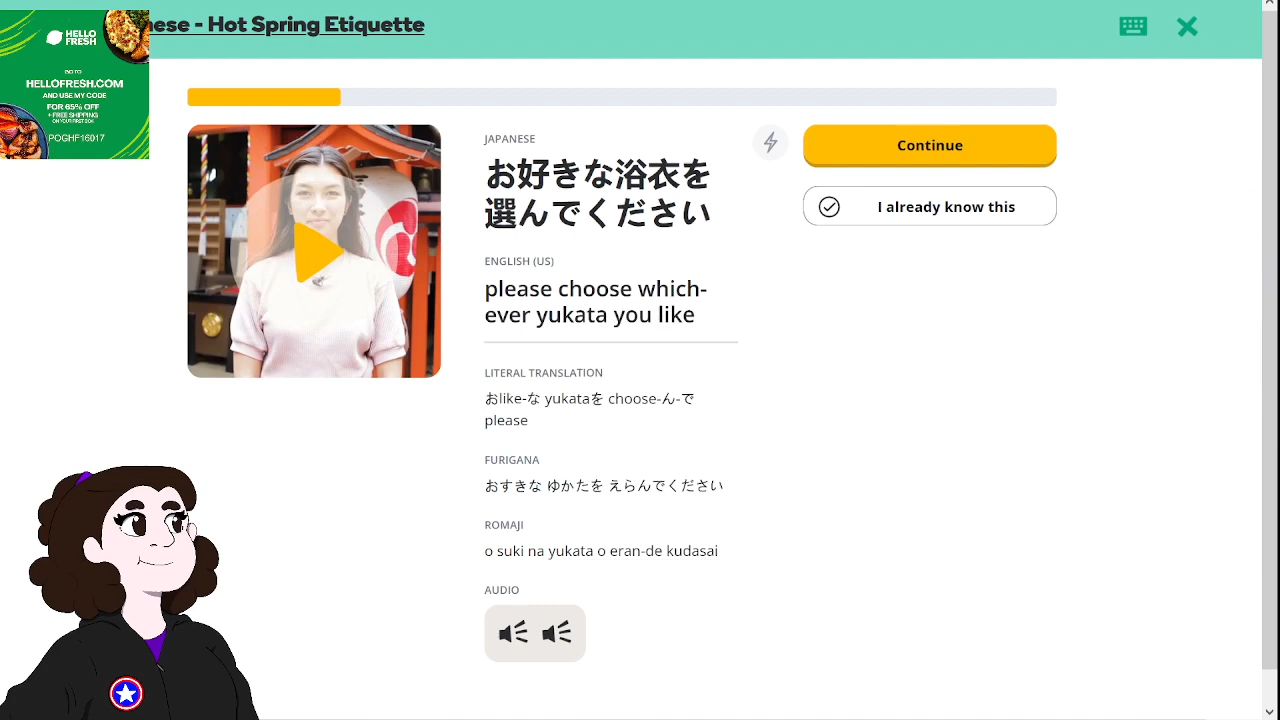 nese - Hot Spring Etiquette
HELLO
FRESH
GO TO
HELLOFRESH.COM
AND USE MY CODE
FOR 65% OFF
+ FREE SHIPPING
ON YOUR FIRST BOX
POGHF16017
JAPANESE
お好きな浴衣を
選んでください
ENGLISH (US)
please choose which-
ever yukata you like
LITERAL TRANSLATION
おlike-な yukataを choose-ん-で
please
FURIGANA
おすきな ゆかたを えらんでください
ROMAJI
o suki na yukata o eran-de kudasai
AUDIO
Continue
I already know this